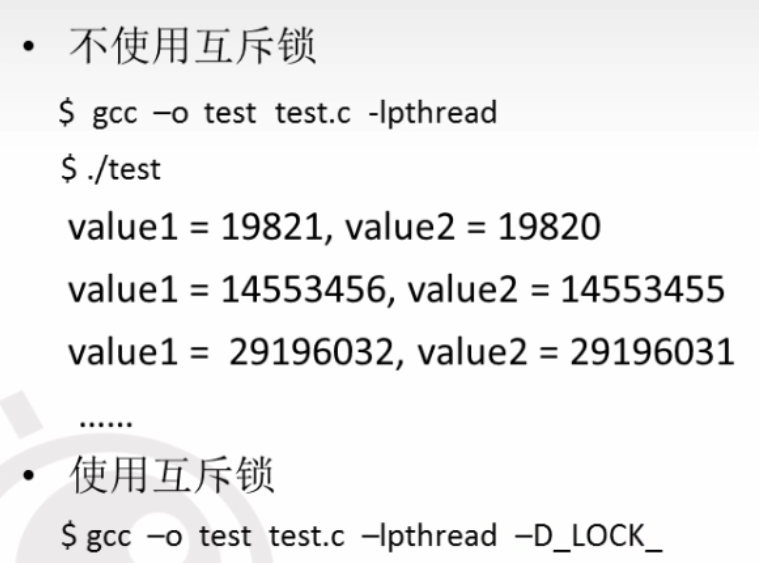 • 不使用互斥锁
$ gcc –o test test.c -lpthread
$ ./test
value1 = 19821, value2 = 19820
value1 = 14553456, value2 = 14553455
value1 = 29196032, value2 = 29196031
......
• 使用互斥锁
$ gcc –o test test.c –lpthread –D_LOCK_